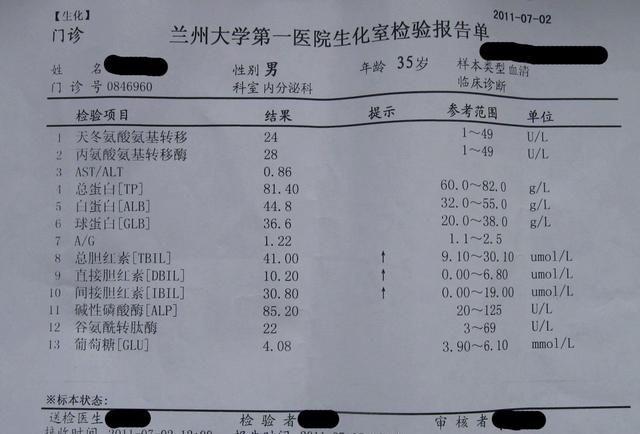 【生化】 2011-07-02
门诊 兰州大学第一医院生化室检验报告单
姓 名 性别 男 年龄 35岁 样本类型血清
门 诊 号 0846960 科室 内分泌科 临床诊断
检验项目 结果 提示 参考范围 单位
1 天冬氨酸氨基转移 24 1~49 U/L
2 丙氨酸氨基转移酶 28 1~49 U/L
3 AST/ALT 0.86
4 总蛋白[TP] 81.40 60.0~82.0 g/L
5 白蛋白[ALB] 44.8 32.0~55.0 g/L
6 球蛋白[GLB] 36.6 20.0~38.0 g/L
7 A/G 1.22 1.1~2.5
8 总胆红素[TBIL] 41.00 ↑ 9.10~30.10 umol/L
9 直接胆红素[DBIL] 10.20 ↑ 0.00~6.80 umol/L
10 间接胆红素[IBIL] 30.80 ↑ 0.00~19.00 umol/L
11 碱性磷酸酶[ALP] 85.20 20~125 U/L
12 谷氨酰转肽酶 22 3~69 U/L
13 葡萄糖[GLU] 4.08 3.90~6.10 mmol/L
※标本状态:
送检医生 检验者 审核者
接收时间 2011-07-02 报告时间